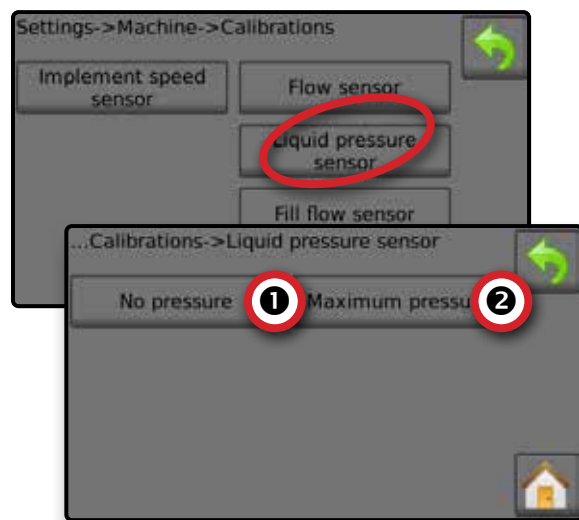 Settings->Machine->Calibrations
Implement speed
sensor
Flow sensor
Liquid pressure
sensor
Fill flow sensor
...Calibrations->Liquid pressure sensor
No pressure
1
Maximum pressu
2